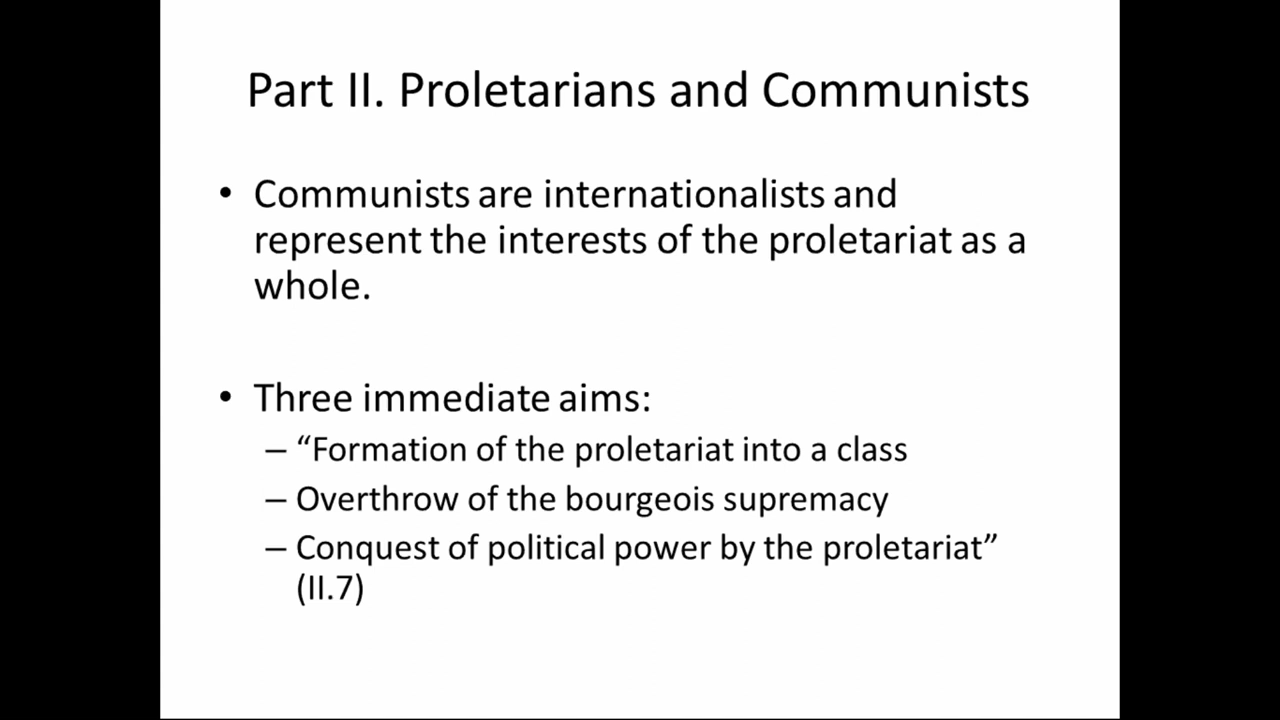 Part II. Proletarians and Communists
• Communists are internationalists and
represent the interests of the proletariat as a
whole.
• Three immediate aims:
– “Formation of the proletariat into a class
– Overthrow of the bourgeois supremacy
– Conquest of political power by the proletariat”
(II.7)